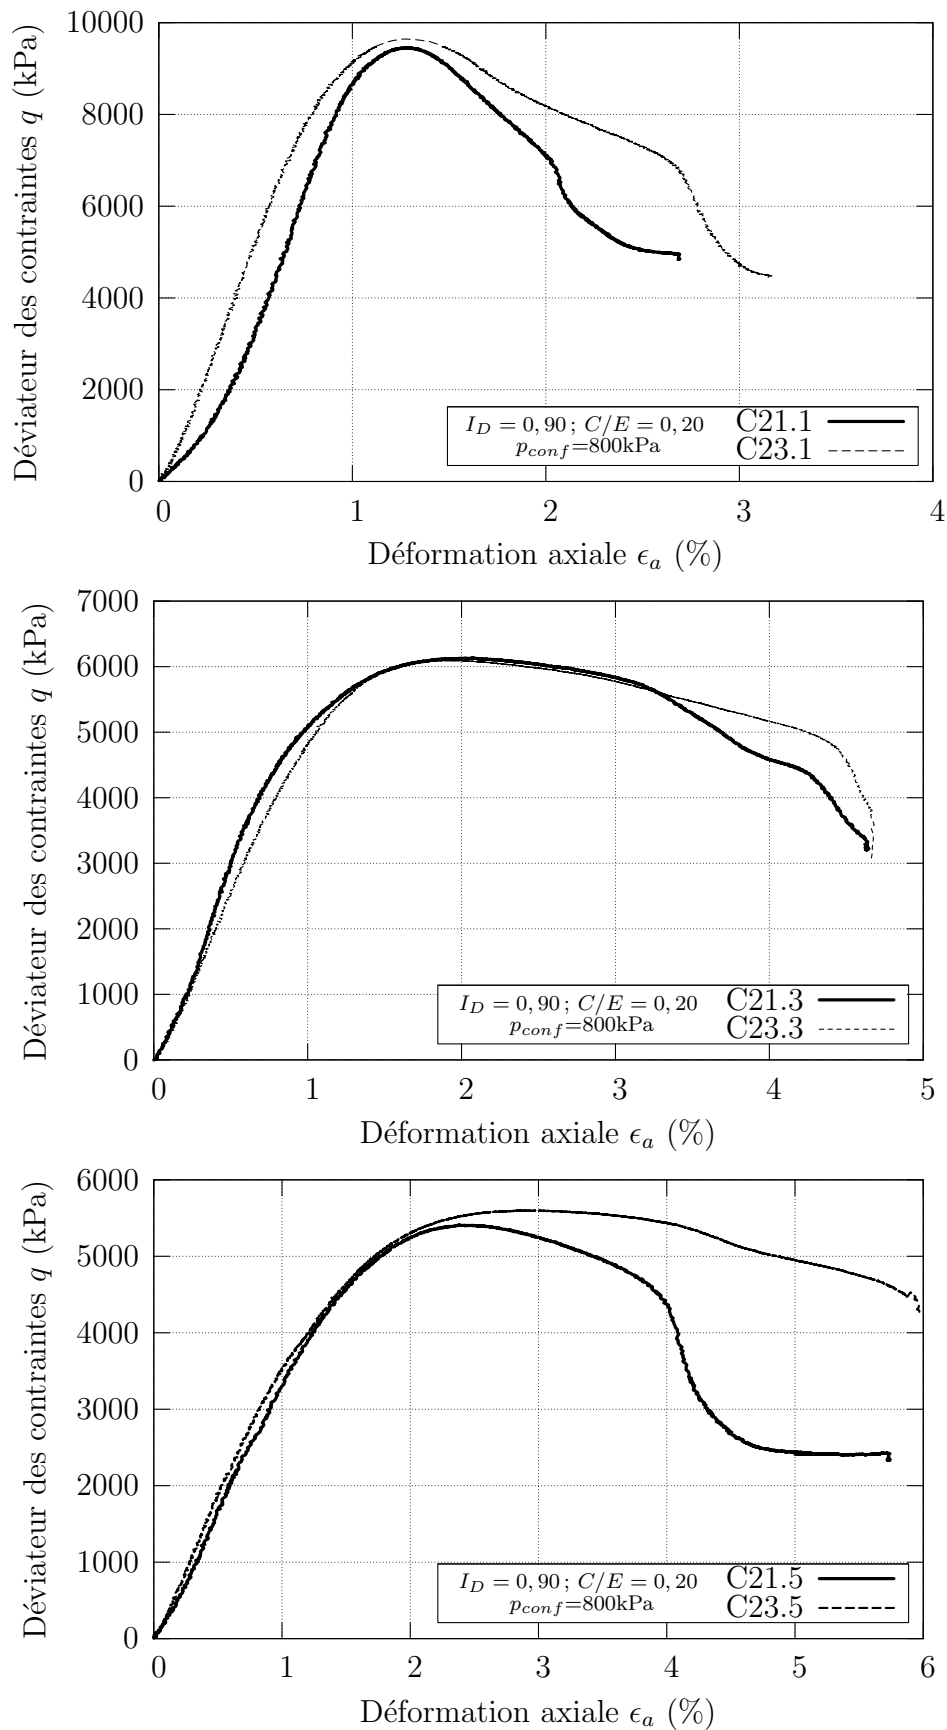 Déviateur des contraintes q (kPa)
10000
8000
6000
4000
2000
0
I_D = 0, 90 ; C/E = 0, 20
p_conf=800kPa
C21.1
C23.1
0 1 2 3 4
Déformation axiale ϵ_a (%)
Déviateur des contraintes q (kPa)
7000
6000
5000
4000
3000
2000
1000
0
I_D = 0, 90 ; C/E = 0, 20
p_conf=800kPa
C21.3
C23.3
0 1 2 3 4 5
Déformation axiale ϵ_a (%)
Déviateur des contraintes q (kPa)
6000
5000
4000
3000
2000
1000
0
I_D = 0, 90 ; C/E = 0, 20
p_conf=800kPa
C21.5
C23.5
0 1 2 3 4 5 6
Déformation axiale ϵ_a (%)